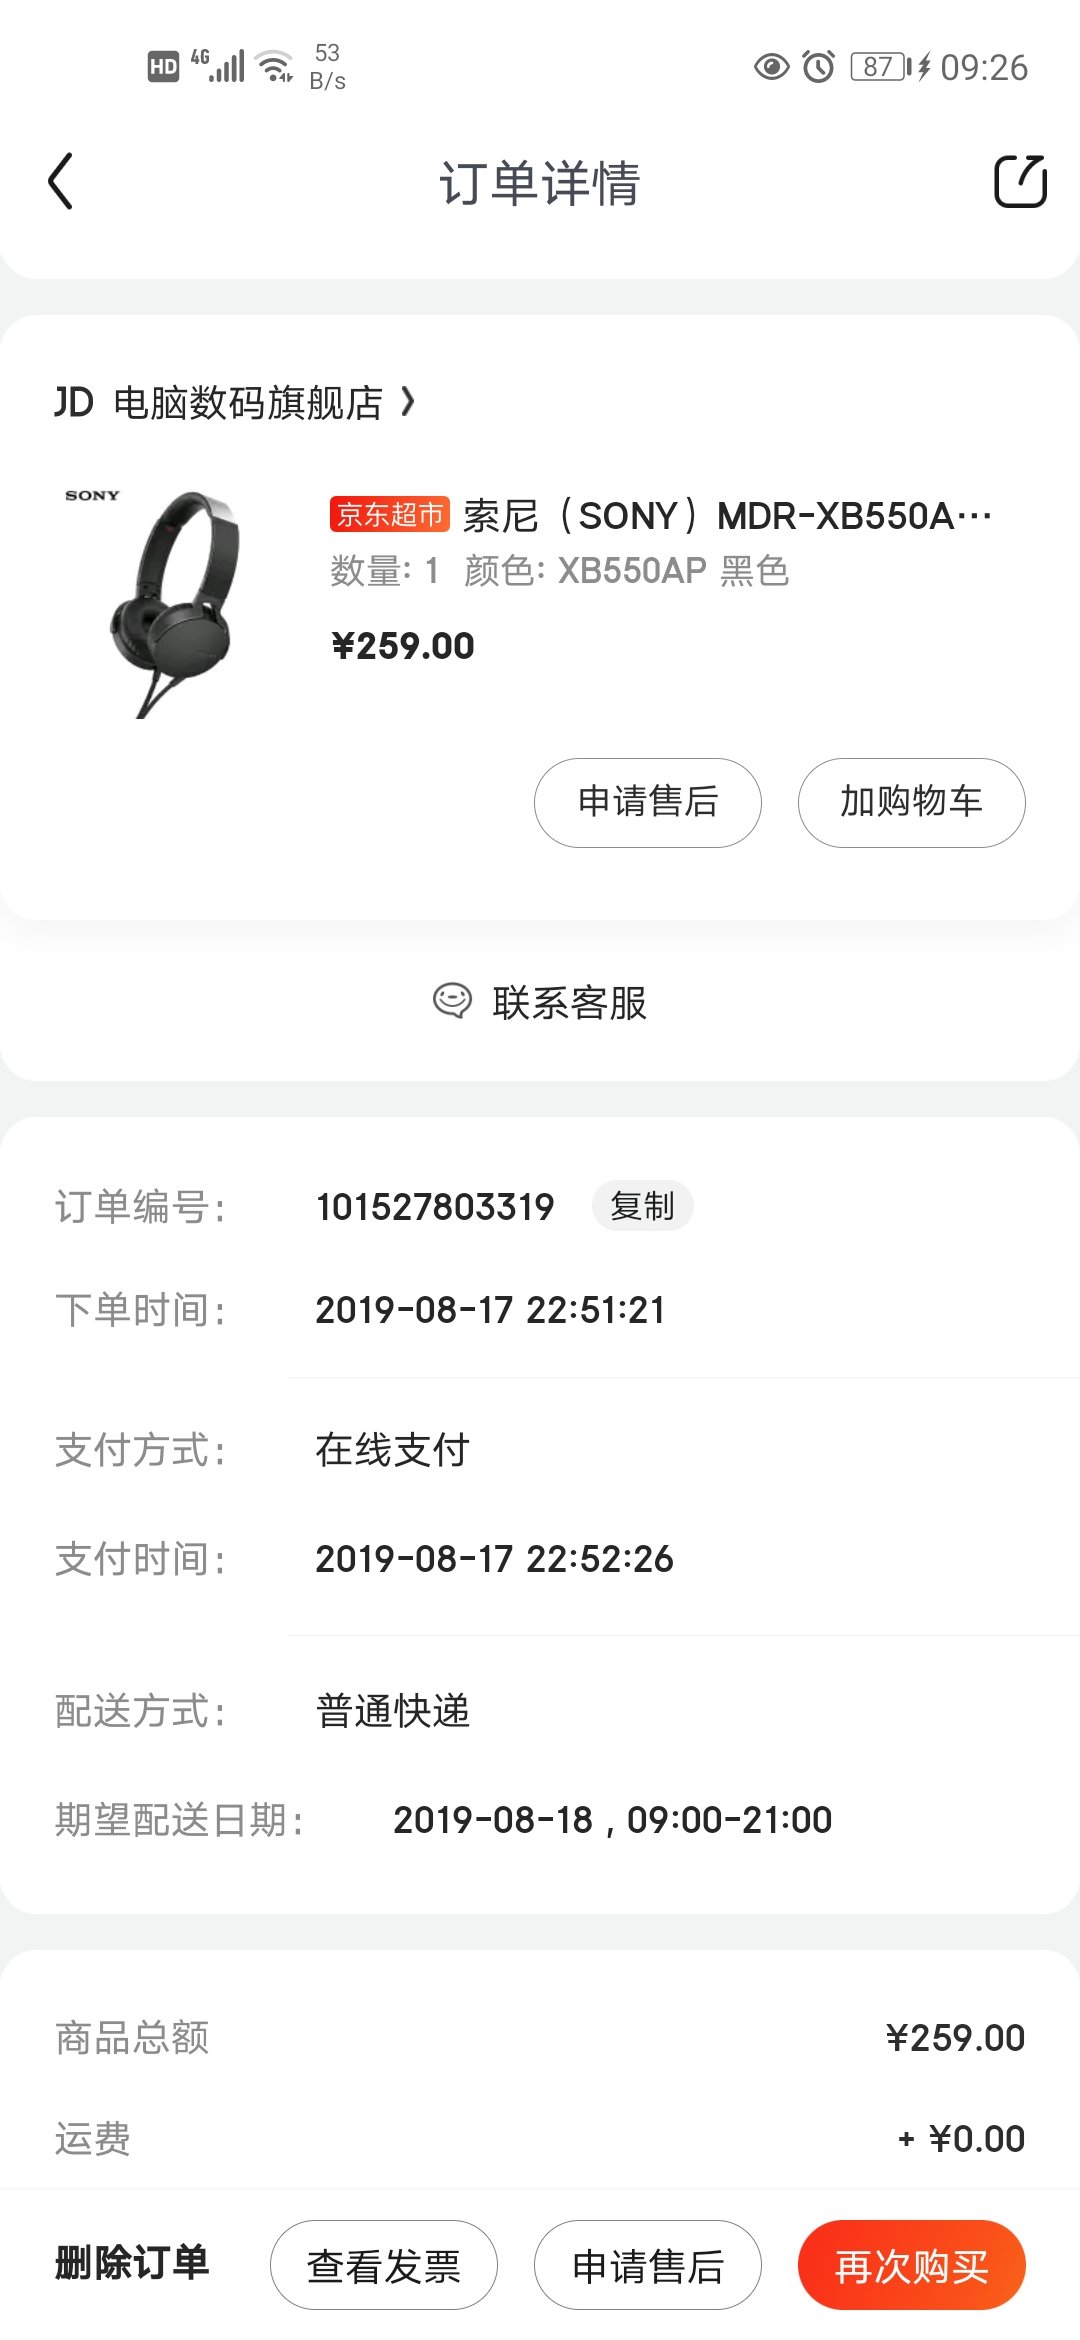 HD 4G 53 B/s 87 09:26
订单详情
JD 电脑数码旗舰店
SONY
京东超市 索尼（SONY）MDR-XB550A…
数量: 1 颜色: XB550AP 黑色
¥259.00
申请售后 加购物车
联系客服
订单编号: 101527803319 复制
下单时间: 2019-08-17 22:51:21
支付方式: 在线支付
支付时间: 2019-08-17 22:52:26
配送方式: 普通快递
期望配送日期: 2019-08-18 , 09:00-21:00
商品总额 ¥259.00
运费 + ¥0.00
删除订单 查看发票 申请售后 再次购买